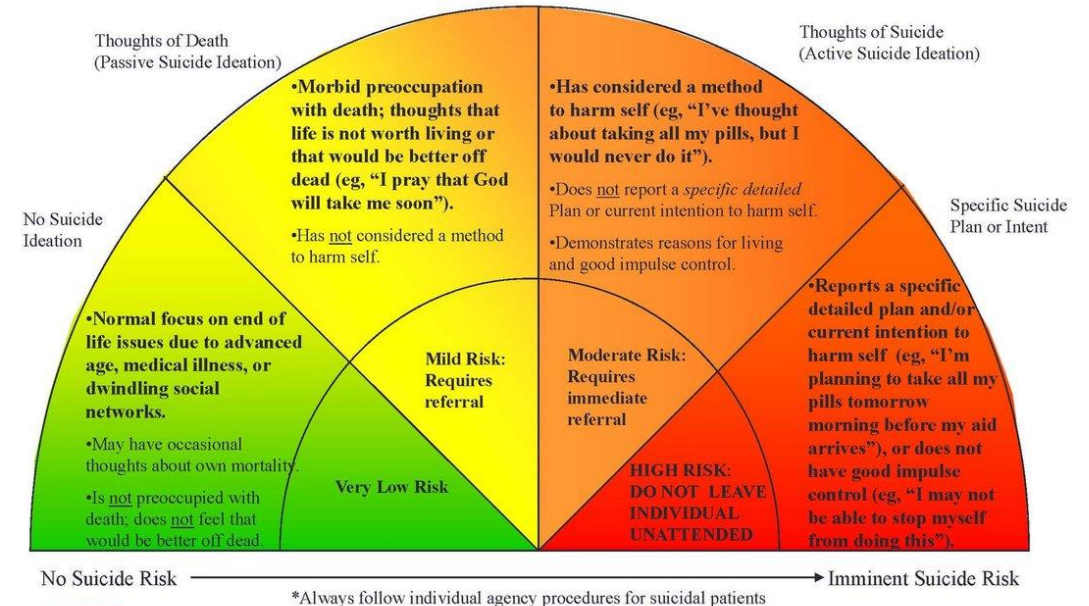 Thoughts of Death
(Passive Suicide Ideation)
Thoughts of Suicide
(Active Suicide Ideation)
No Suicide
Ideation
Specific Suicide
Plan or Intent
•Normal focus on end of
life issues due to advanced
age, medical illness, or
dwindling social
networks.
•May have occasional
thoughts about own mortality.
•Is not preoccupied with
death; does not feel that
would be better off dead.
Very Low Risk
•Morbid preoccupation
with death; thoughts that
life is not worth living or
that would be better off
dead (eg, “I pray that God
will take me soon”).
•Has not considered a method
to harm self.
Mild Risk:
Requires
referral
•Has considered a method
to harm self (eg, “I’ve thought
about taking all my pills, but I
would never do it”).
•Does not report a specific detailed
Plan or current intention to harm self.
•Demonstrates reasons for living
and good impulse control.
Moderate Risk:
Requires
immediate
referral
•Reports a specific
detailed plan and/or
current intention to
harm self (eg, “I’m
planning to take all my
pills tomorrow
morning before my aid
arrives”), or does not
have good impulse
control (eg, “I may not
be able to stop myself
from doing this”).
HIGH RISK:
DO NOT LEAVE
INDIVIDUAL
UNATTENDED
No Suicide Risk
Imminent Suicide Risk
*Always follow individual agency procedures for suicidal patients